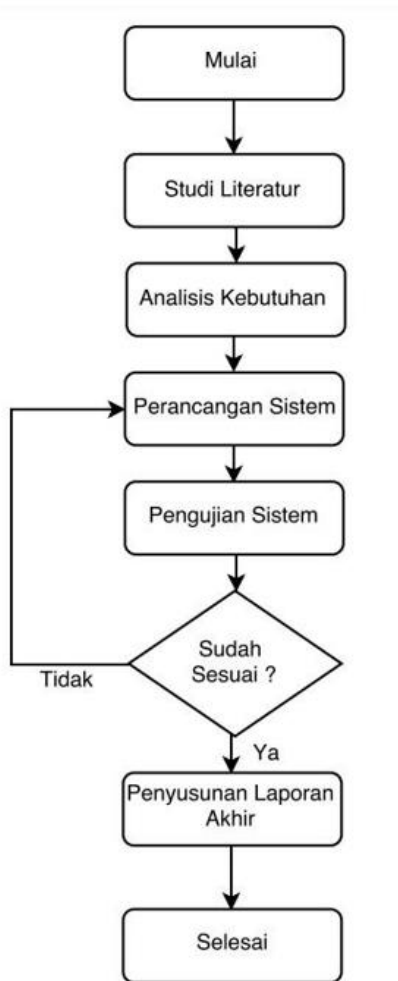 Mulai
Studi Literatur
Analisis Kebutuhan
Perancangan Sistem
Pengujian Sistem
Sudah
Sesuai ?
Tidak
Ya
Penyusunan Laporan
Akhir
Selesai